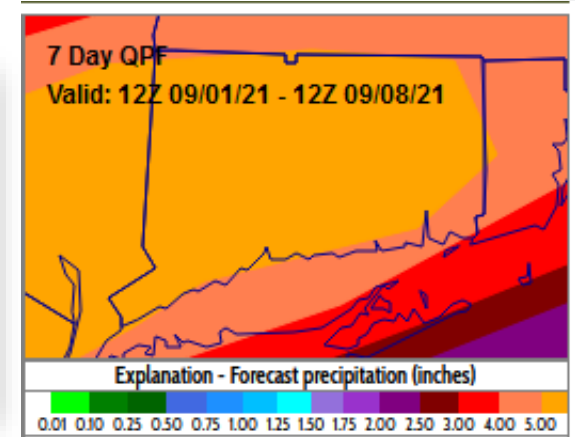 7 Day QPF
Valid: 12Z 09/01/21 - 12Z 09/08/21
Explanation - Forecast precipitation (inches)
0.01 0.10 0.25 0.50 0.75 1.00 1.25 1.50 1.75 2.00 2.50 3.00 4.00 5.00